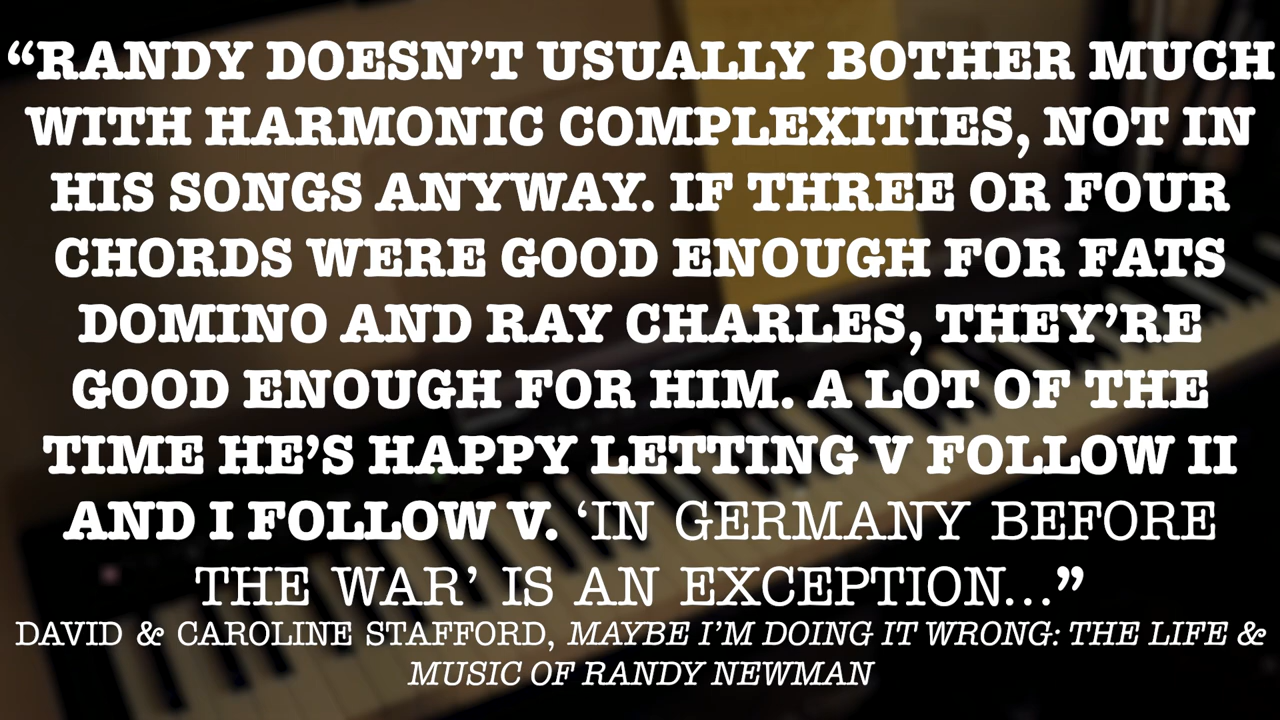 “RANDY DOESN’T USUALLY BOTHER MUCH
WITH HARMONIC COMPLEXITIES, NOT IN
HIS SONGS ANYWAY. IF THREE OR FOUR
CHORDS WERE GOOD ENOUGH FOR FATS
DOMINO AND RAY CHARLES, THEY’RE
GOOD ENOUGH FOR HIM. A LOT OF THE
TIME HE’S HAPPY LETTING V FOLLOW II
AND I FOLLOW V. ‘IN GERMANY BEFORE
THE WAR’ IS AN EXCEPTION...”
DAVID & CAROLINE STAFFORD, MAYBE I’M DOING IT WRONG: THE LIFE &
MUSIC OF RANDY NEWMAN